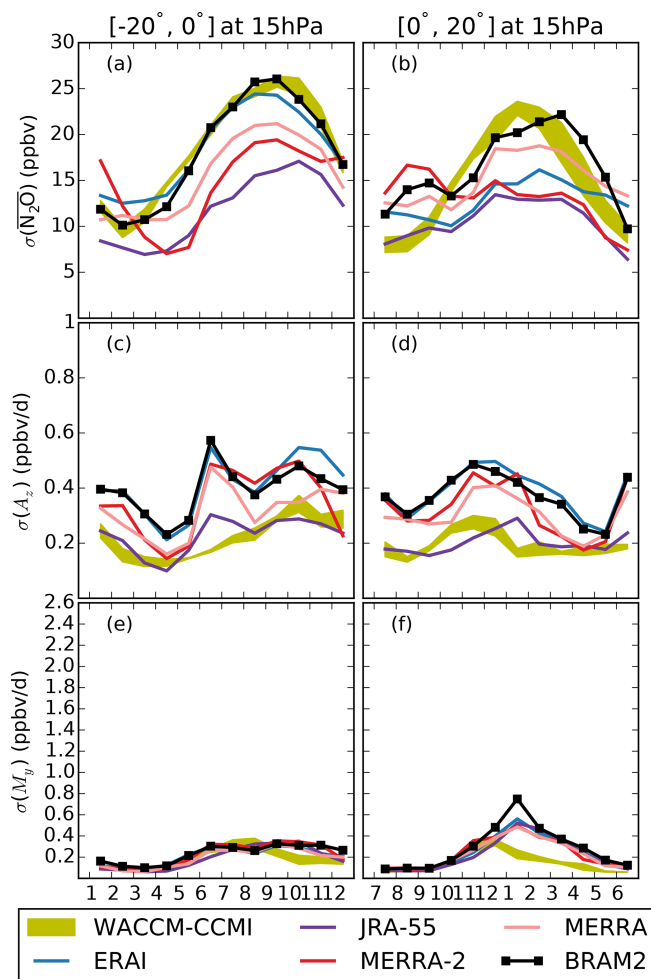 [-20°, 0°] at 15hPa [0°, 20°] at 15hPa
30
25
20
15
10
5
σ(N₂O) (ppbv)
(a) (b)
1
0.8
0.6
0.4
0.2
σ(A_z) (ppbv/d)
(c) (d)
2.6
2.4
2.2
2.0
1.8
1.6
1.4
1.2
1.0
0.8
0.6
0.4
0.2
σ(M_y) (ppbv/d)
(e) (f)
1 2 3 4 5 6 7 8 9 10 11 12 7 8 9 10 11 12 1 2 3 4 5 6
WACCM-CCMI JRA-55 MERRA
ERAI MERRA-2 BRAM2